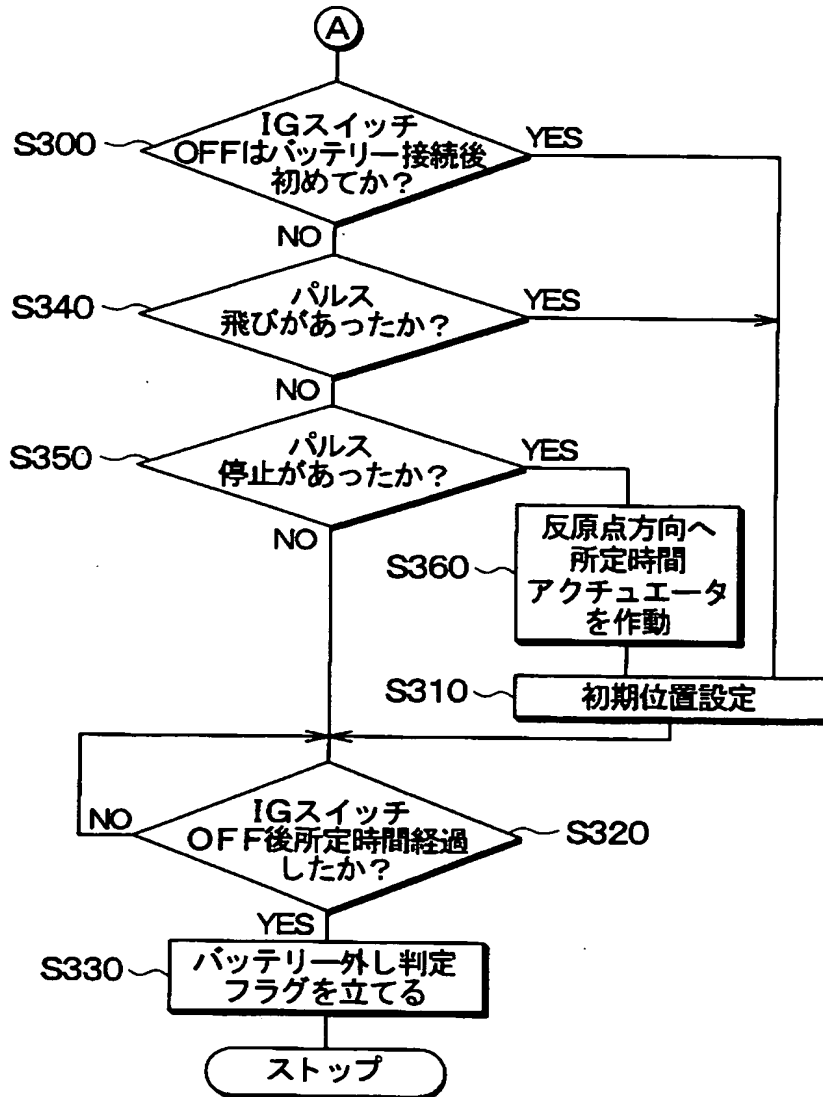 A
S300
IGスイッチ
OFFはバッテリー接続後
初めてか?
YES
NO
S340
パルス
飛びがあったか?
YES
NO
S350
パルス
停止があったか?
YES
NO
S360
反原点方向へ
所定時間
アクチュエータ
を作動
S310
初期位置設定
NO
IGスイッチ
OFF後所定時間経過
したか?
S320
YES
S330
バッテリー外し判定
フラグを立てる
ストップ